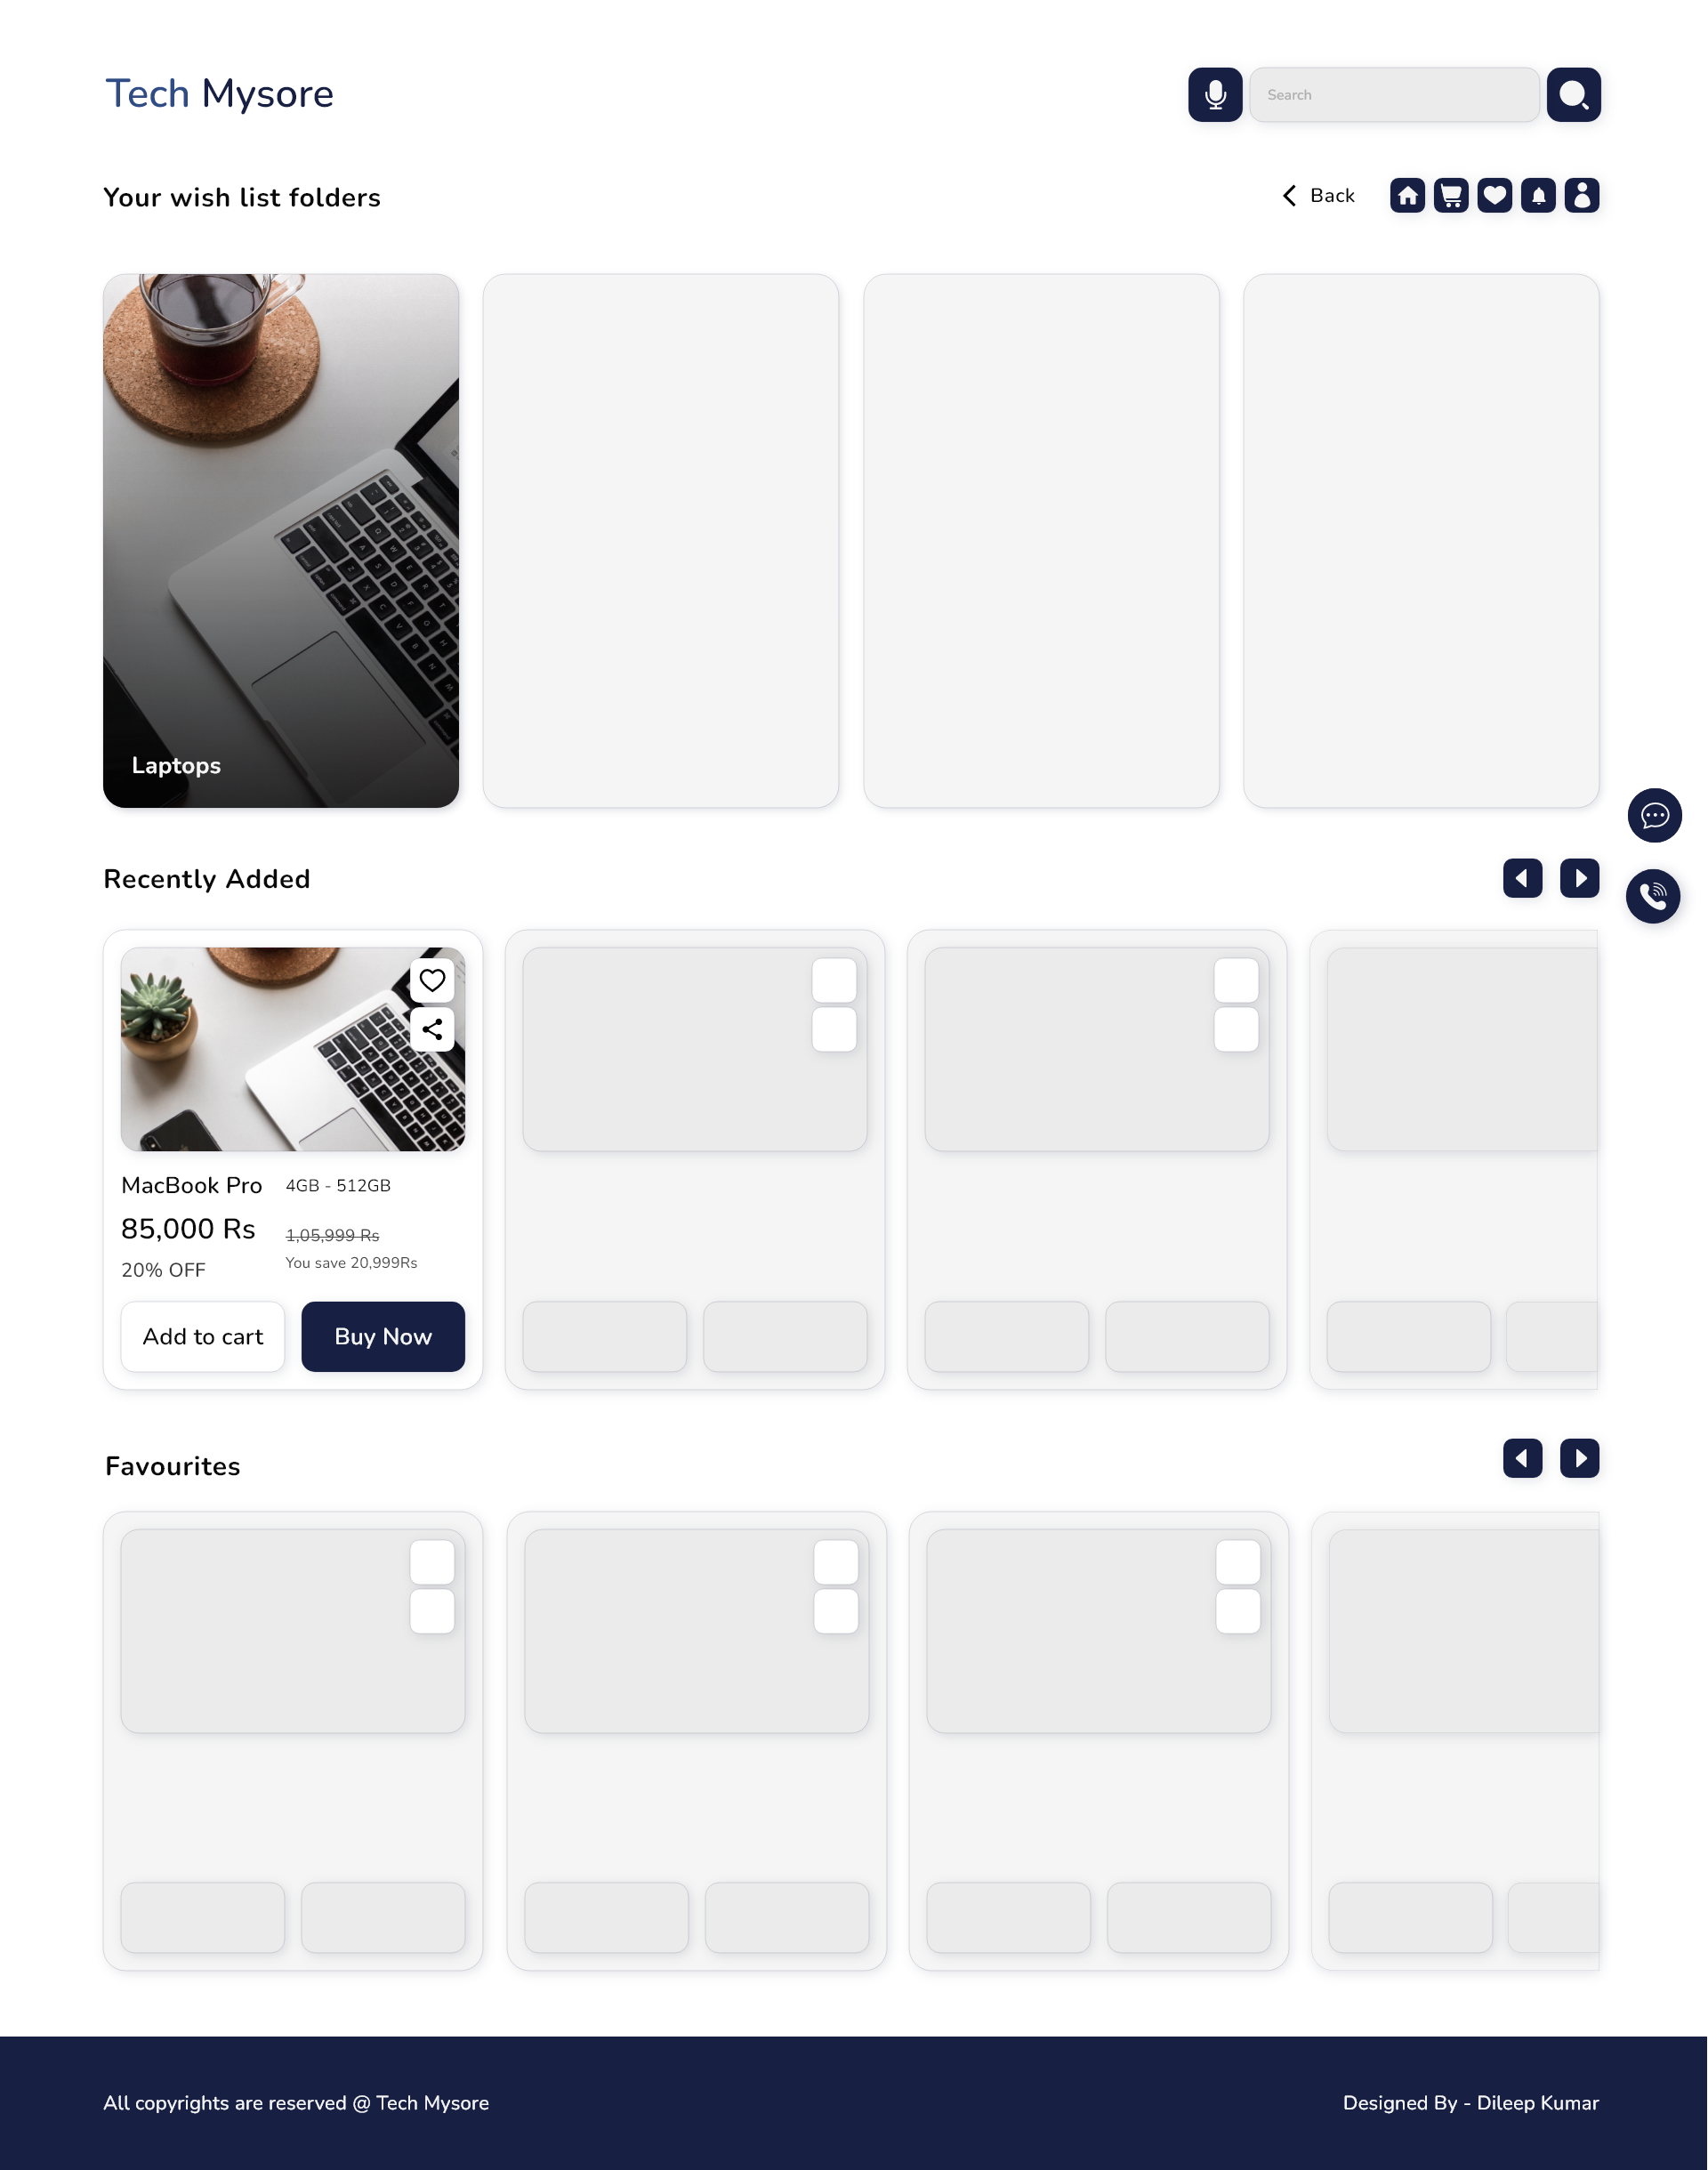 Tech Mysore
Search
Your wish list folders
Back
Laptops
Recently Added
MacBook Pro
4GB - 512GB
85,000 Rs
1,05,999 Rs
20% OFF
You save 20,999Rs
Add to cart
Buy Now
Favourites
All copyrights are reserved @ Tech Mysore
Designed By - Dileep Kumar